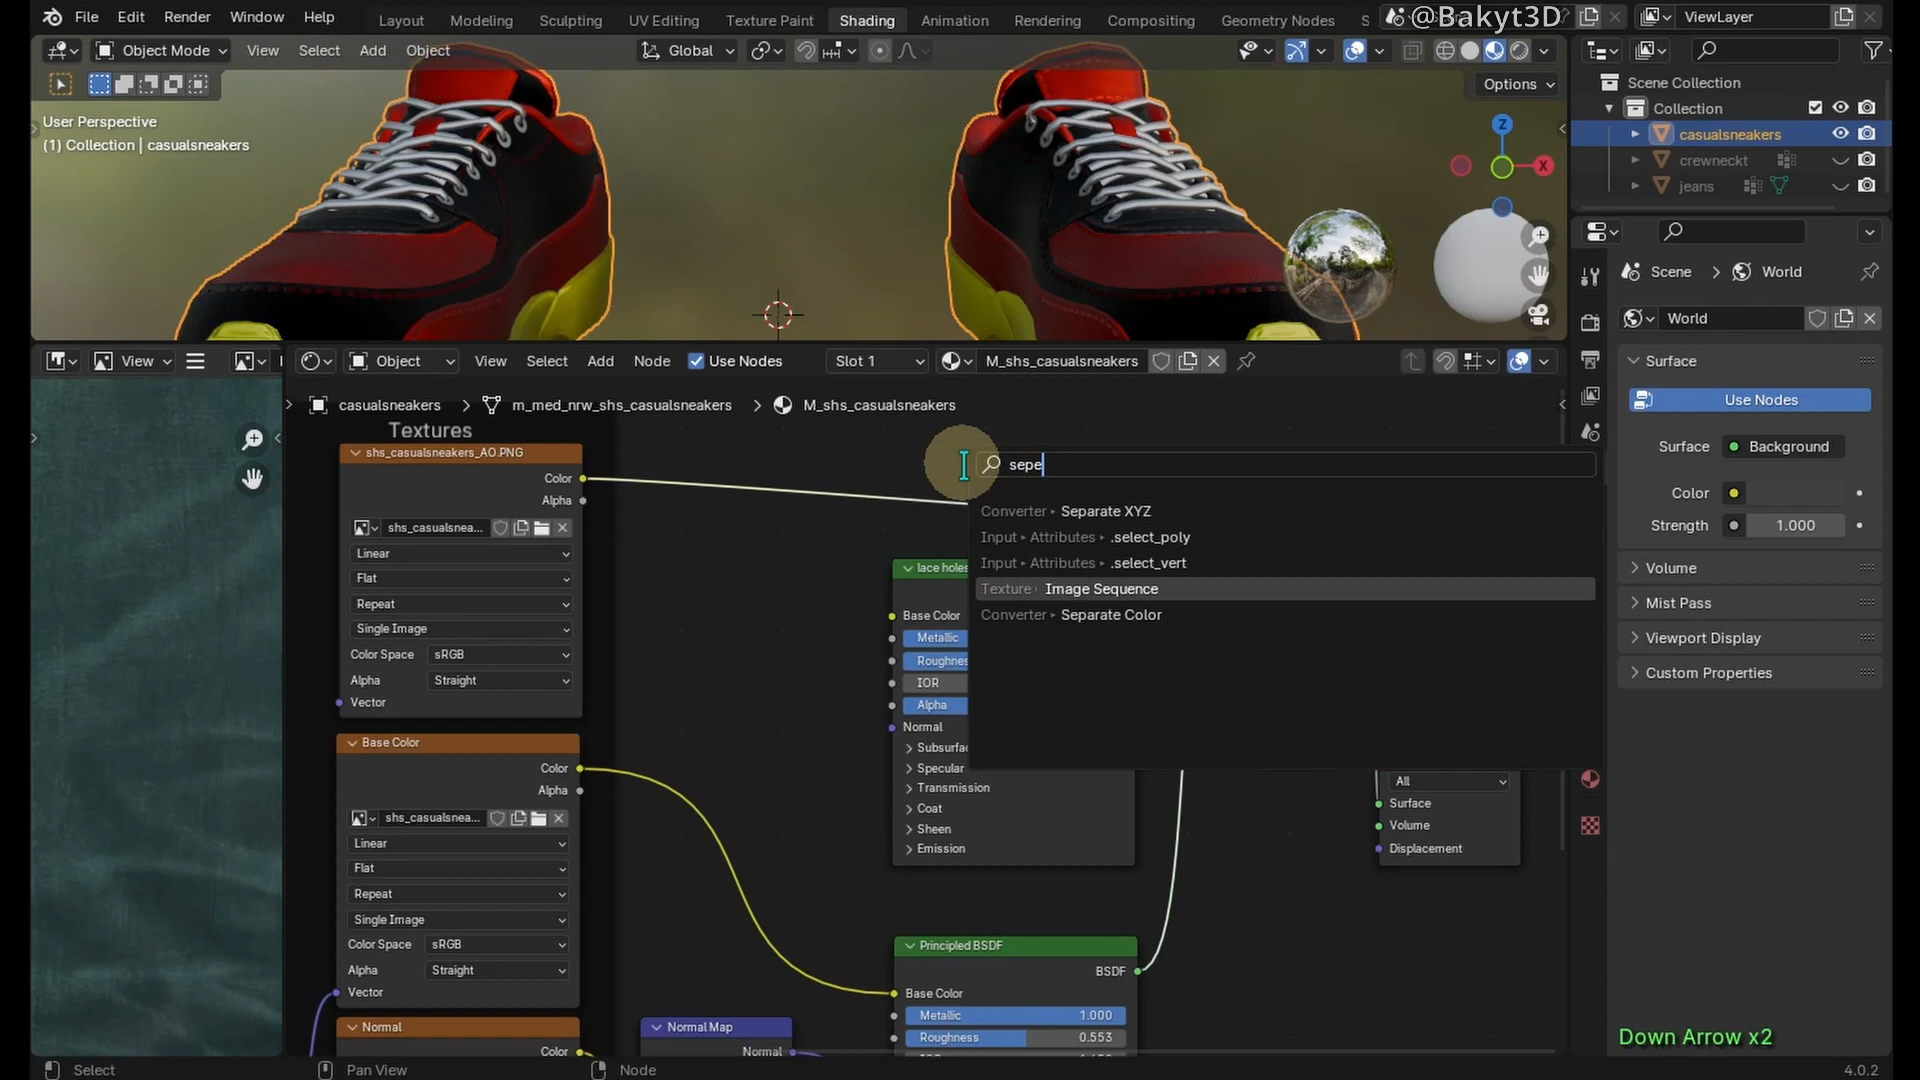 File Edit Render Window Help Layout Modeling Sculpting UV Editing Texture Paint Shading Animation Rendering Compositing Geometry Nodes @Bakyt3D ViewLayer
Object Mode View Select Add Object Global
Options
User Perspective
(1) Collection | casualsneakers
Z
X
Scene Collection
Collection
casualsneakers
crewneckt
jeans
Scene > World
World
Surface
Use Nodes
Surface Background
Color
Strength 1.000
Volume
Mist Pass
Viewport Display
Custom Properties
View Object View Select Add Node Use Nodes Slot 1 M_shs_casualsneakers
casualsneakers > m_med_nrw_shs_casualsneakers > M_shs_casualsneakers
Textures
shs_casualsneakers_AO.PNG
Color
Alpha
shs_casualsnea...
Linear
Flat
Repeat
Single Image
Color Space sRGB
Alpha Straight
Vector
Base Color
Color
Alpha
shs_casualsnea...
Linear
Flat
Repeat
Single Image
Color Space sRGB
Alpha Straight
Vector
Normal
Color
Normal Map
Normal
sepe
Converter ▸ Separate XYZ
Input ▸ Attributes ▸ .select_poly
Input ▸ Attributes ▸ .select_vert
Texture ▸ Image Sequence
Converter ▸ Separate Color
lace holes
Base Color
Metallic
Roughnes
IOR
Alpha
Normal
Subsurfa
Specular
Transmission
Coat
Sheen
Emission
All
Surface
Volume
Displacement
Principled BSDF
BSDF
Base Color
Metallic 1.000
Roughness 0.553
Down Arrow x2
Select Pan View Node 4.0.2